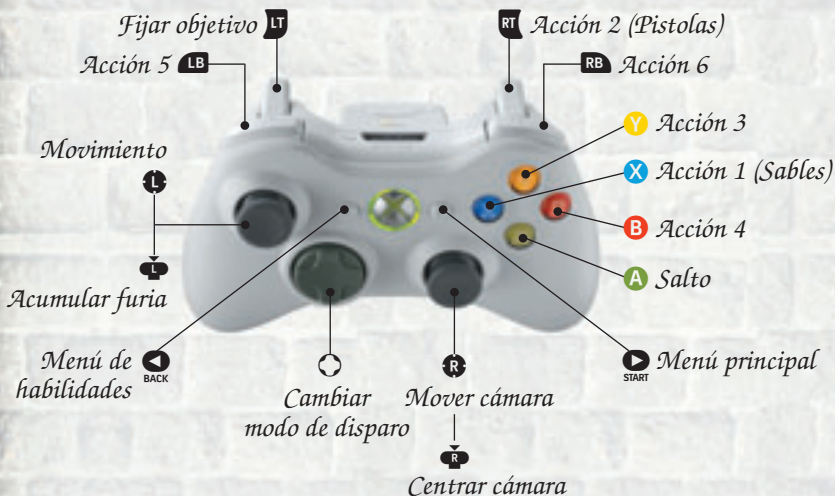 Fijar objetivo LT
RT Acción 2 (Pistolas)
Acción 5 LB
RB Acción 6
Y Acción 3
Movimiento
L
X Acción 1 (Sables)
B Acción 4
L
A Salto
Acumular furia
Menú de
habilidades
BACK
START
Menú principal
Cambiar
modo de disparo
R
Mover cámara
R
Centrar cámara